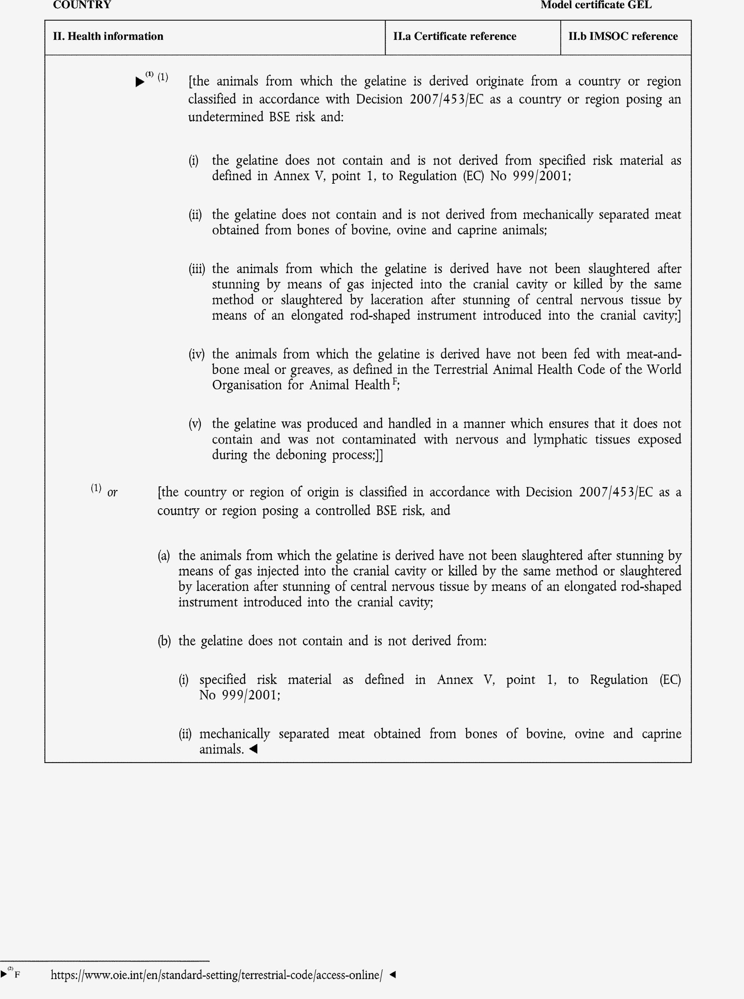 COUNTRY Model certificate GEL
II. Health information II.a Certificate reference II.b IMSOC reference
▶(1) (1) [the animals from which the gelatine is derived originate from a country or region
classified in accordance with Decision 2007/453/EC as a country or region posing an
undetermined BSE risk and:
(i) the gelatine does not contain and is not derived from specified risk material as
defined in Annex V, point 1, to Regulation (EC) No 999/2001;
(ii) the gelatine does not contain and is not derived from mechanically separated meat
obtained from bones of bovine, ovine and caprine animals;
(iii) the animals from which the gelatine is derived have not been slaughtered after
stunning by means of gas injected into the cranial cavity or killed by the same
method or slaughtered by laceration after stunning of central nervous tissue by
means of an elongated rod-shaped instrument introduced into the cranial cavity;]
(iv) the animals from which the gelatine is derived have not been fed with meat-and-
bone meal or greaves, as defined in the Terrestrial Animal Health Code of the World
Organisation for Animal Health F;
(v) the gelatine was produced and handled in a manner which ensures that it does not
contain and was not contaminated with nervous and lymphatic tissues exposed
during the deboning process;]]
(1) or [the country or region of origin is classified in accordance with Decision 2007/453/EC as a
country or region posing a controlled BSE risk, and
(a) the animals from which the gelatine is derived have not been slaughtered after stunning by
means of gas injected into the cranial cavity or killed by the same method or slaughtered
by laceration after stunning of central nervous tissue by means of an elongated rod-shaped
instrument introduced into the cranial cavity;
(b) the gelatine does not contain and is not derived from:
(i) specified risk material as defined in Annex V, point 1, to Regulation (EC)
No 999/2001;
(ii) mechanically separated meat obtained from bones of bovine, ovine and caprine
animals. ◀
▶(2) F https://www.oie.int/en/standard-setting/terrestrial-code/access-online/ ◀